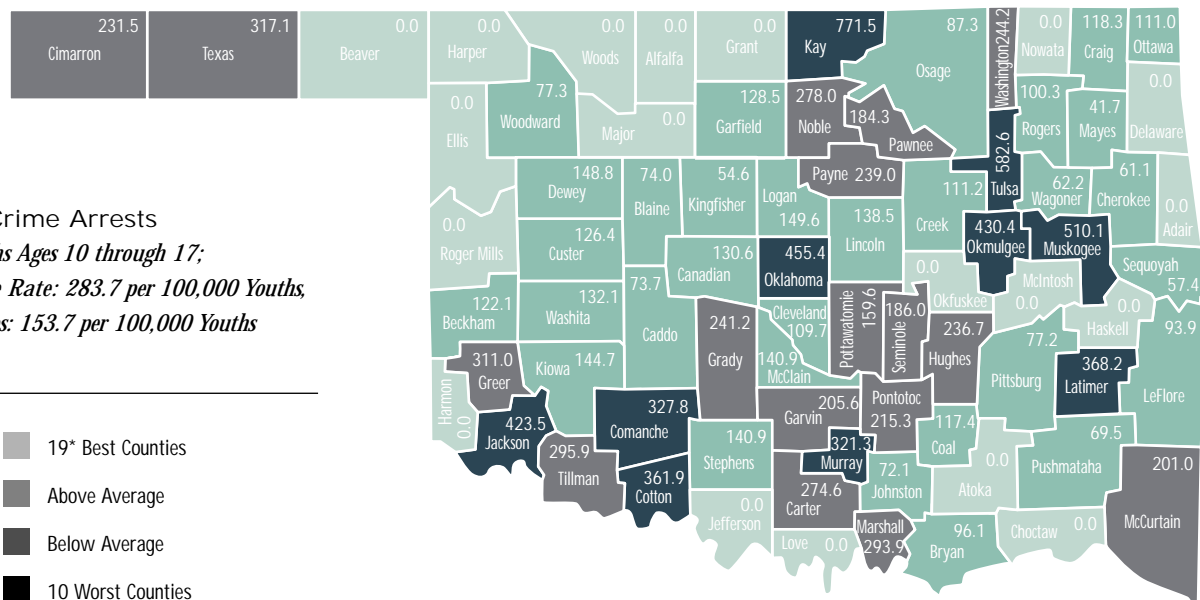 Crime Arrests
Ages 10 through 17;
Rate: 283.7 per 100,000 Youths,
153.7 per 100,000 Youths
19* Best Counties
Above Average
Below Average
10 Worst Counties
231.5
Cimarron
317.1
Texas
0.0
Beaver
0.0
Harper
0.0
Woods
0.0
Alfalfa
0.0
Grant
771.5
Kay
87.3
Osage
Washington 244.2
0.0
Nowata
118.3
Craig
111.0
Ottawa
0.0
Ellis
77.3
Woodward
0.0
Major
128.5
Garfield
278.0
Noble
184.3
Pawnee
100.3
Rogers
41.7
Mayes
0.0
Delaware
148.8
Dewey
74.0
Blaine
54.6
Kingfisher
Logan
149.6
Payne 239.0
111.2
Creek
582.6
Tulsa
62.2
Wagoner
61.1
Cherokee
0.0
Adair
0.0
Roger Mills
126.4
Custer
130.6
Canadian
455.4
Oklahoma
138.5
Lincoln
0.0
Okfuskee
430.4
Okmulgee
510.1
Muskogee
McIntosh
0.0
Sequoyah
57.4
122.1
Beckham
132.1
Washita
73.7
Caddo
241.2
Grady
Cleveland
109.7
Pottawatomie
159.6
186.0
Seminole
236.7
Hughes
77.2
Pittsburg
0.0
Haskell
93.9
LeFlore
368.2
Latimer
Harmon
0.0
311.0
Greer
Kiowa 144.7
140.9
McClain
423.5
Jackson
327.8
Comanche
205.6
Garvin
Pontotoc
215.3
117.4
Coal
69.5
Pushmataha
201.0
McCurtain
295.9
Tillman
361.9
Cotton
140.9
Stephens
321.3
Murray
72.1
Johnston
0.0
Atoka
274.6
Carter
0.0
Jefferson
Love 0.0
Marshall
293.9
96.1
Bryan
Choctaw 0.0